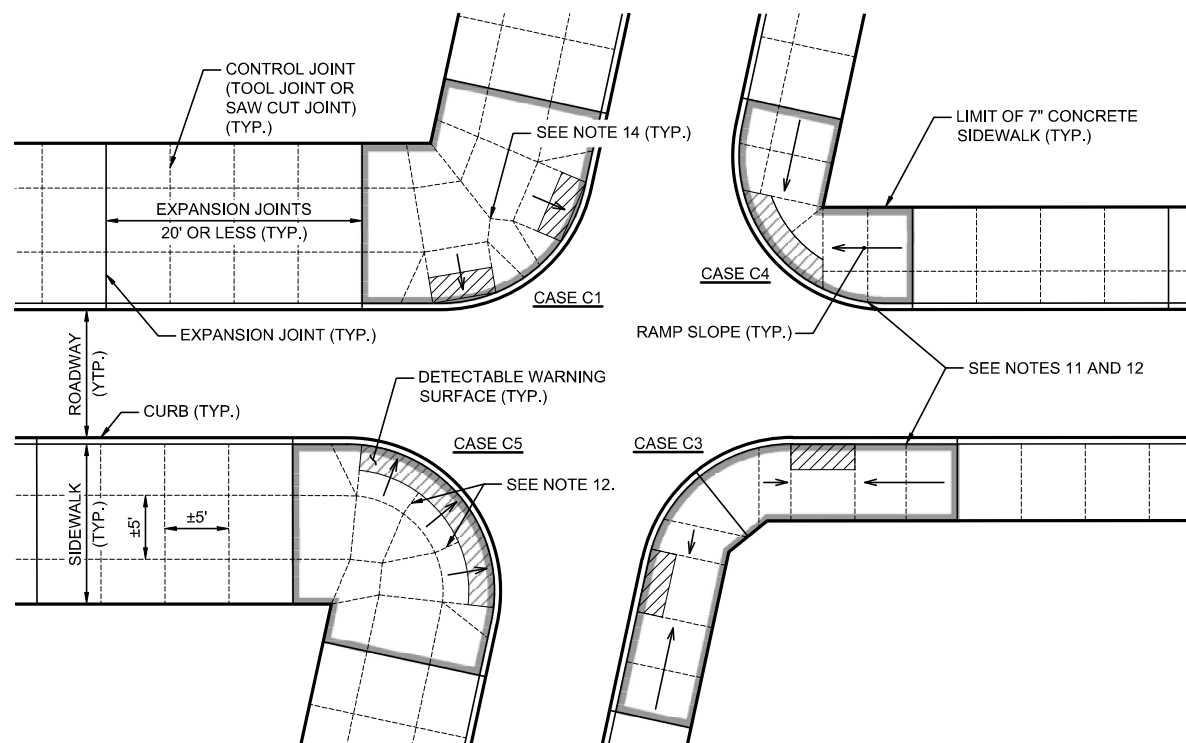 CONTROL JOINT
(TOOL JOINT OR
SAW CUT JOINT)
(TYP.)
SEE NOTE 14 (TYP.)
LIMIT OF 7" CONCRETE
SIDEWALK (TYP.)
EXPANSION JOINTS
20' OR LESS (TYP.)
CASE C1
CASE C4
EXPANSION JOINT (TYP.)
RAMP SLOPE (TYP.)
ROADWAY
(YTP.)
SEE NOTES 11 AND 12
DETECTABLE WARNING
SURFACE (TYP.)
CURB (TYP.)
CASE C5
CASE C3
SEE NOTE 12.
SIDEWALK
(TYP.)
±5'
±5'